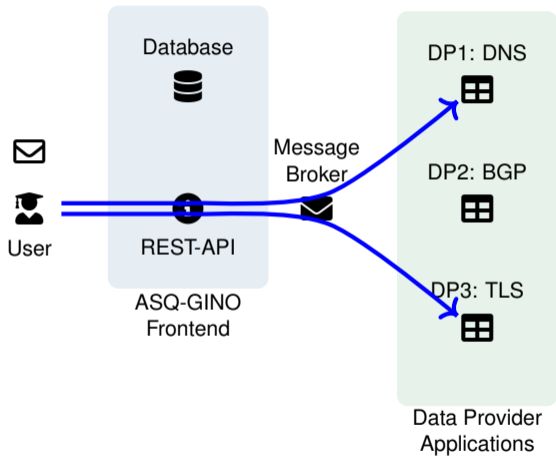 Database
DP1: DNS
Message
Broker
DP2: BGP
User
REST-API
DP3: TLS
ASQ-GINO
Frontend
Data Provider
Applications